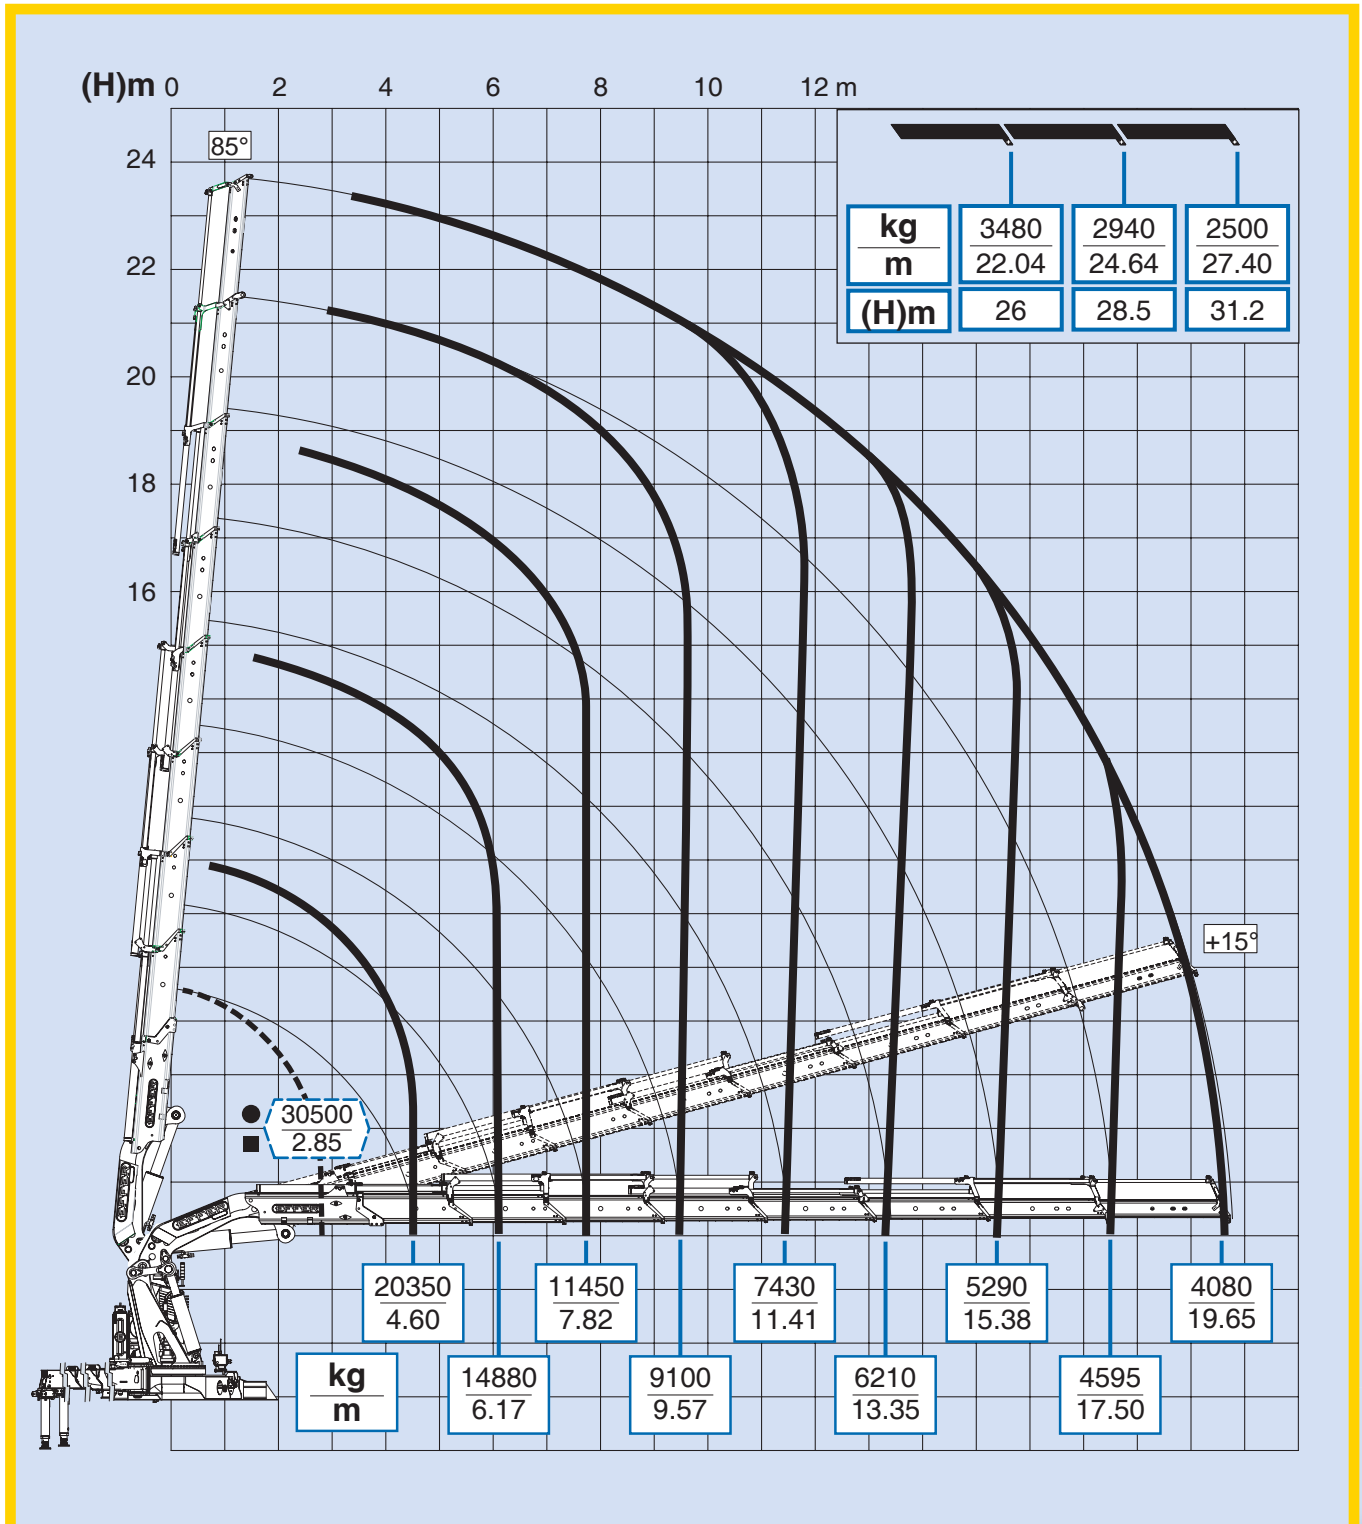 (H)m 0 2 4 6 8 10 12 m
85°
24
22
20
18
16
kg 3480 2940 2500
m 22.04 24.64 27.40
(H)m 26 28.5 31.2
+15°
30500
2.85
20350 11450 7430 5290 4080
4.60 7.82 11.41 15.38 19.65
kg 14880 9100 6210 4595
m 6.17 9.57 13.35 17.50